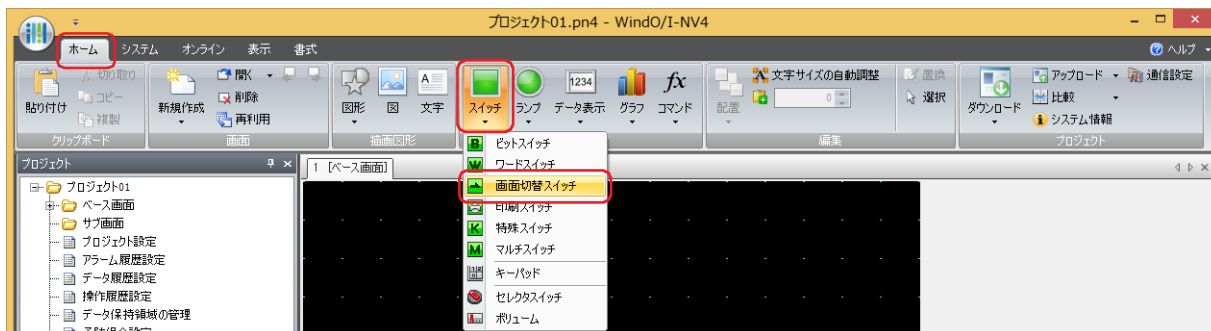 プロジェクト01.pn4 - WindO/I-NV4
ホーム システム オンライン 表示 書式 ヘルプ
貼り付け 切り取り コピー 複製
クリップボード
新規作成 開く 削除 再利用
画面
図形 図 文字
描画図形
スイッチ ランプ データ表示 グラフ コマンド
1234
fx
配置 文字サイズの自動調整 0 置換 選択
編集
ダウンロード アップロード 比較 システム情報 通信設定
プロジェクト
プロジェクト
プロジェクト01
ベース画面
サブ画面
プロジェクト設定
アラーム履歴設定
データ履歴設定
操作履歴設定
データ保持領域の管理
1 [ベース画面]
B ビットスイッチ
W ワードスイッチ
画面切替スイッチ
印刷スイッチ
K 特殊スイッチ
M マルチスイッチ
キーパッド
セレクタスイッチ
ボリューム